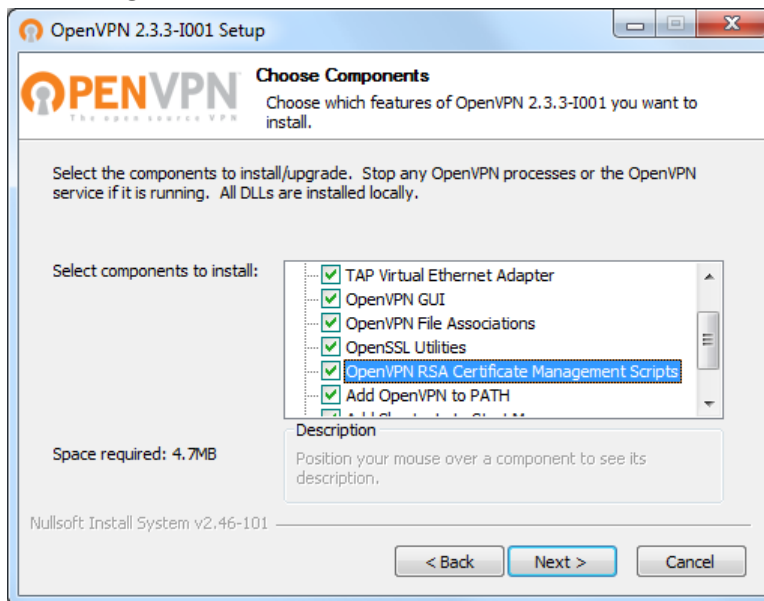 OpenVPN 2.3.3-I001 Setup
OPENVPN
The open source VPN
Choose Components
Choose which features of OpenVPN 2.3.3-I001 you want to
install.
Select the components to install/upgrade. Stop any OpenVPN processes or the OpenVPN
service if it is running. All DLLs are installed locally.
Select components to install:
TAP Virtual Ethernet Adapter
OpenVPN GUI
OpenVPN File Associations
OpenSSL Utilities
OpenVPN RSA Certificate Management Scripts
Add OpenVPN to PATH
Space required: 4.7MB
Description
Position your mouse over a component to see its
description.
Nullsoft Install System v2.46-101
< Back
Next >
Cancel